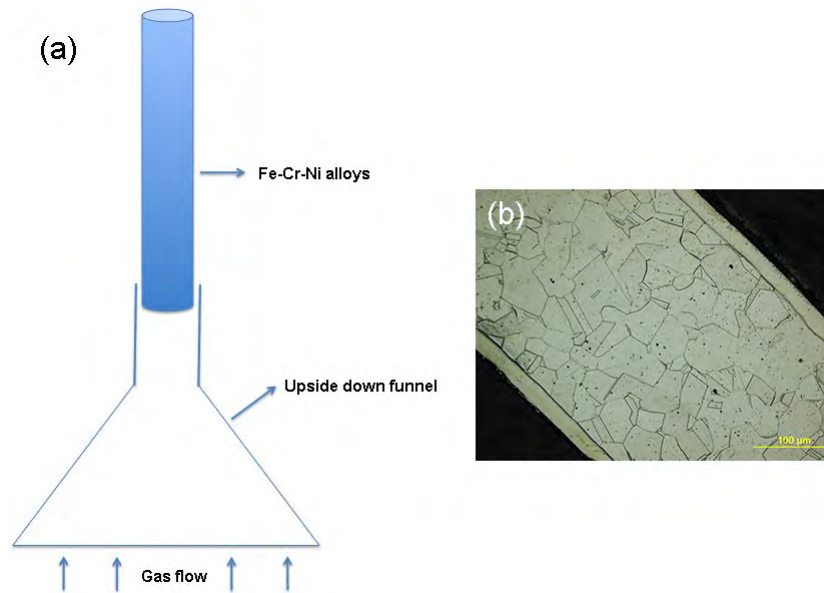 (a)
Fe-Cr-Ni alloys
(b)
Upside down funnel
100 µm
Gas flow